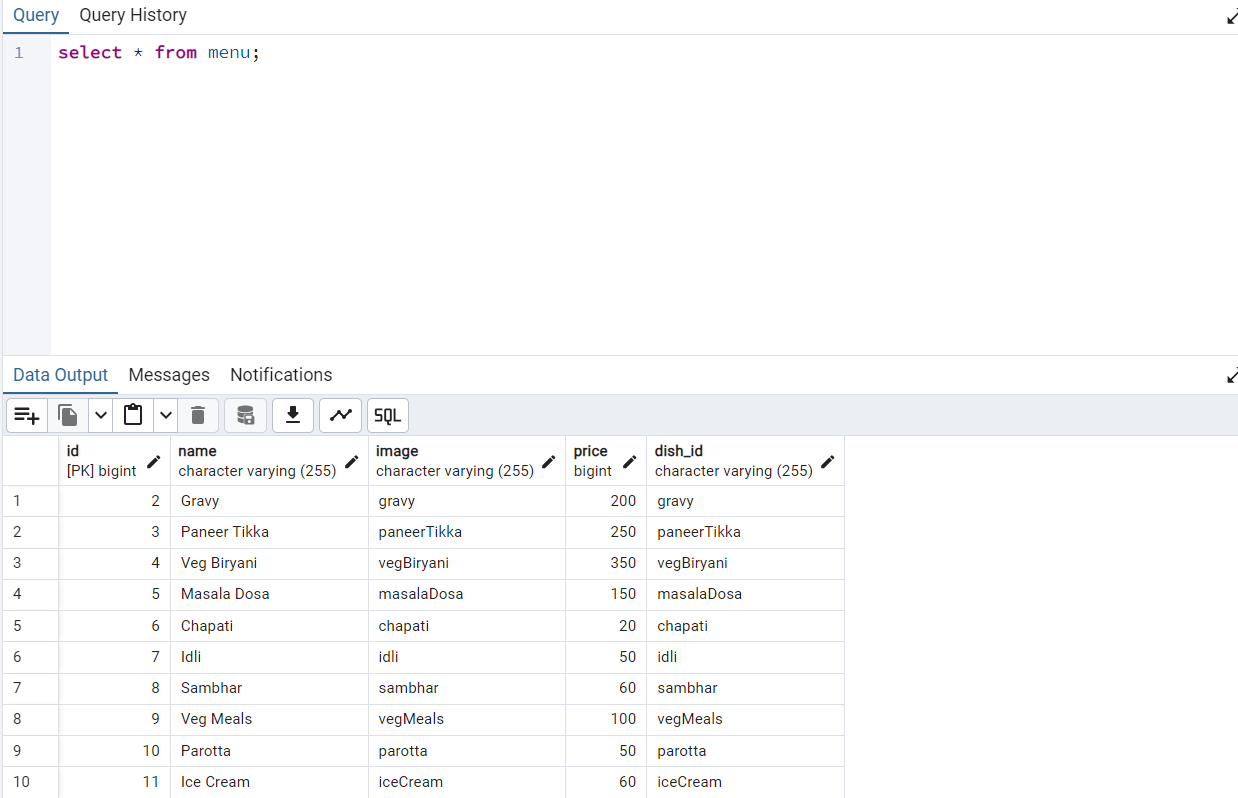 Query Query History
1 select * from menu;
Data Output Messages Notifications
SQL
id name image price dish_id
[PK] bigint character varying (255) character varying (255) bigint character varying (255)
1 2 Gravy gravy 200 gravy
2 3 Paneer Tikka paneerTikka 250 paneerTikka
3 4 Veg Biryani vegBiryani 350 vegBiryani
4 5 Masala Dosa masalaDosa 150 masalaDosa
5 6 Chapati chapati 20 chapati
6 7 Idli idli 50 idli
7 8 Sambhar sambhar 60 sambhar
8 9 Veg Meals vegMeals 100 vegMeals
9 10 Parotta parotta 50 parotta
10 11 Ice Cream iceCream 60 iceCream